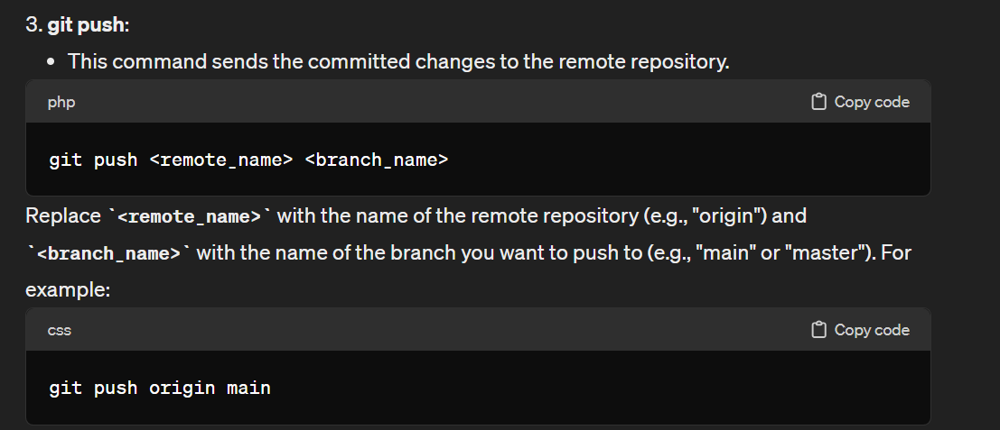 3. git push:
• This command sends the committed changes to the remote repository.
php Copy code
git push <remote_name> <branch_name>
Replace `<remote_name>` with the name of the remote repository (e.g., "origin") and
`<branch_name>` with the name of the branch you want to push to (e.g., "main" or "master"). For
example:
css Copy code
git push origin main